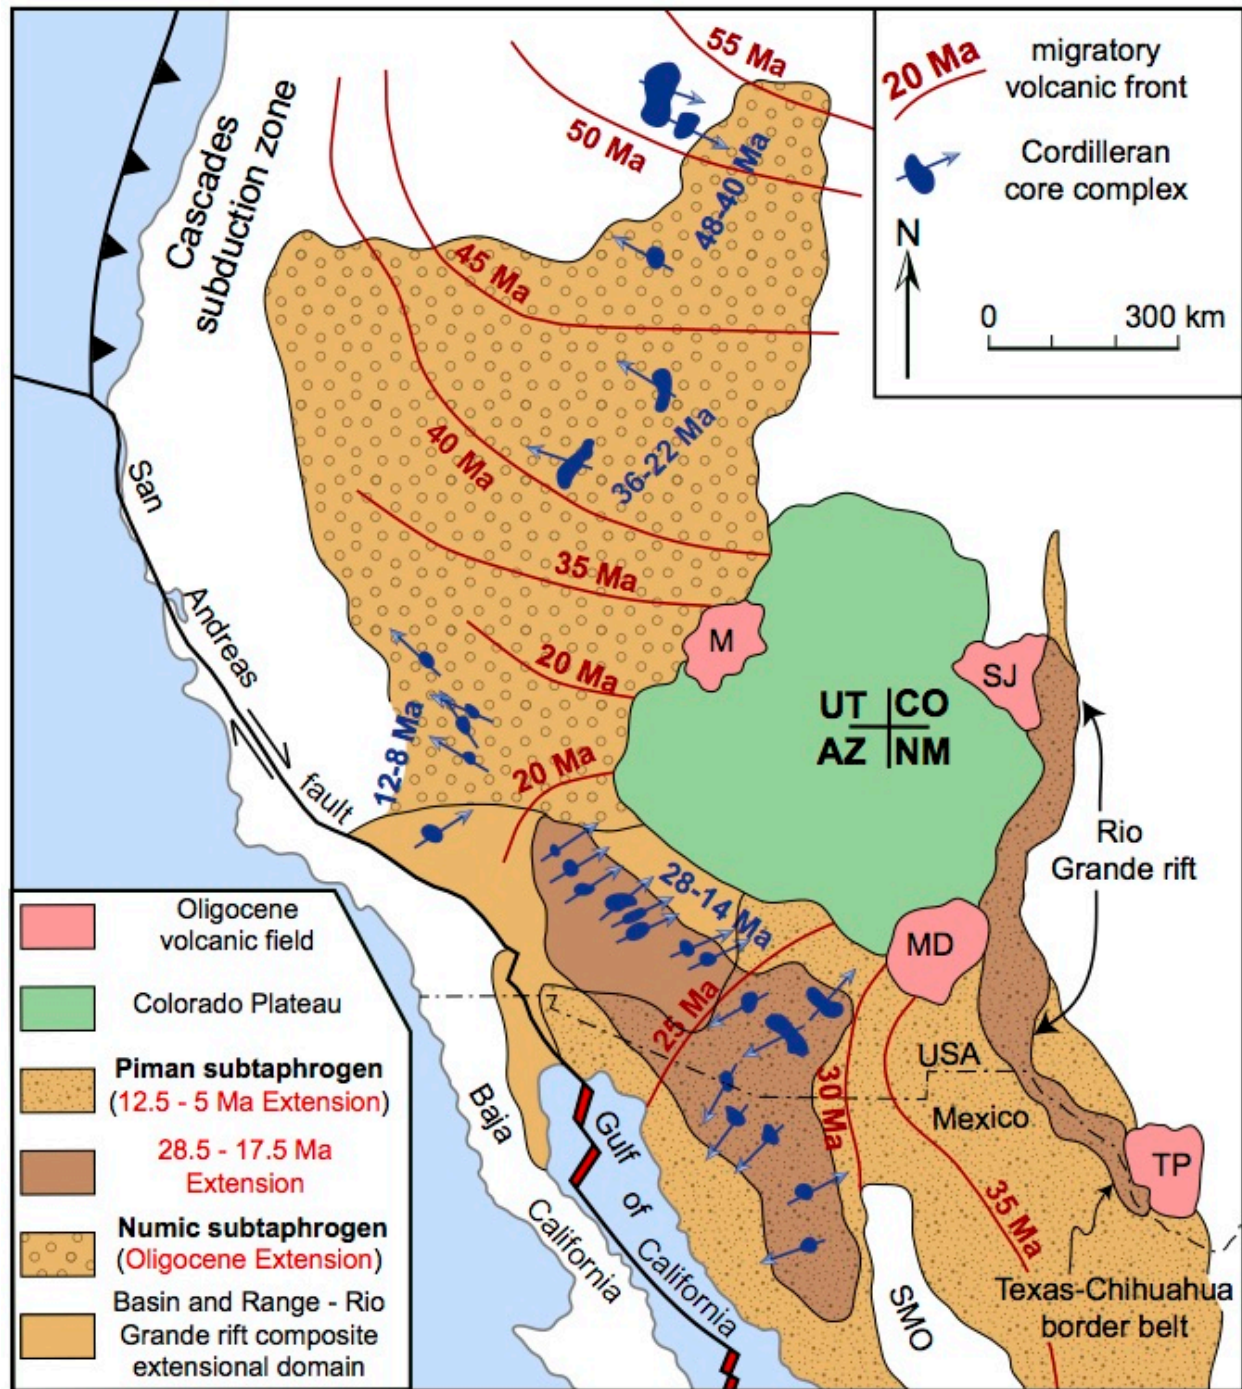 55 Ma
50 Ma
48-40 Ma
Cascades
subduction zone
45 Ma
40 Ma
36-22 Ma
35 Ma
20 Ma
12-8 Ma
20 Ma
San
Andreas
fault
M
SJ
UT CO
AZ NM
Rio
Grande rift
28-14 Ma
MD
25 Ma
30 Ma
35 Ma
USA
Mexico
TP
Texas-Chihuahua
border belt
SMO
Baja
California
Gulf
of
California
20 Ma
migratory
volcanic front
Cordilleran
core complex
N
0 300 km
Oligocene
volcanic field
Colorado Plateau
Piman subtaphrogen
(12.5 - 5 Ma Extension)
28.5 - 17.5 Ma
Extension
Numic subtaphrogen
(Oligocene Extension)
Basin and Range - Rio
Grande rift composite
extensional domain